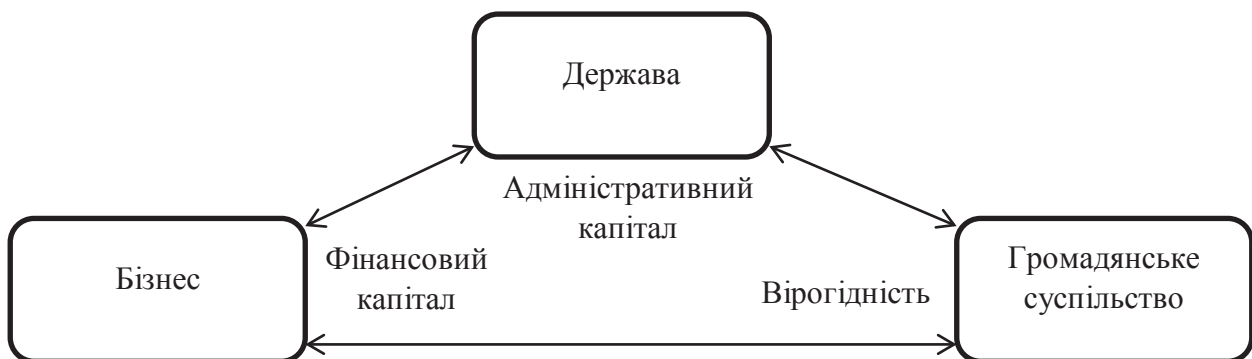 Держава
Адміністративний
капітал
Бізнес
Фінансовий
капітал
Вірогідність
Громадянське
суспільство